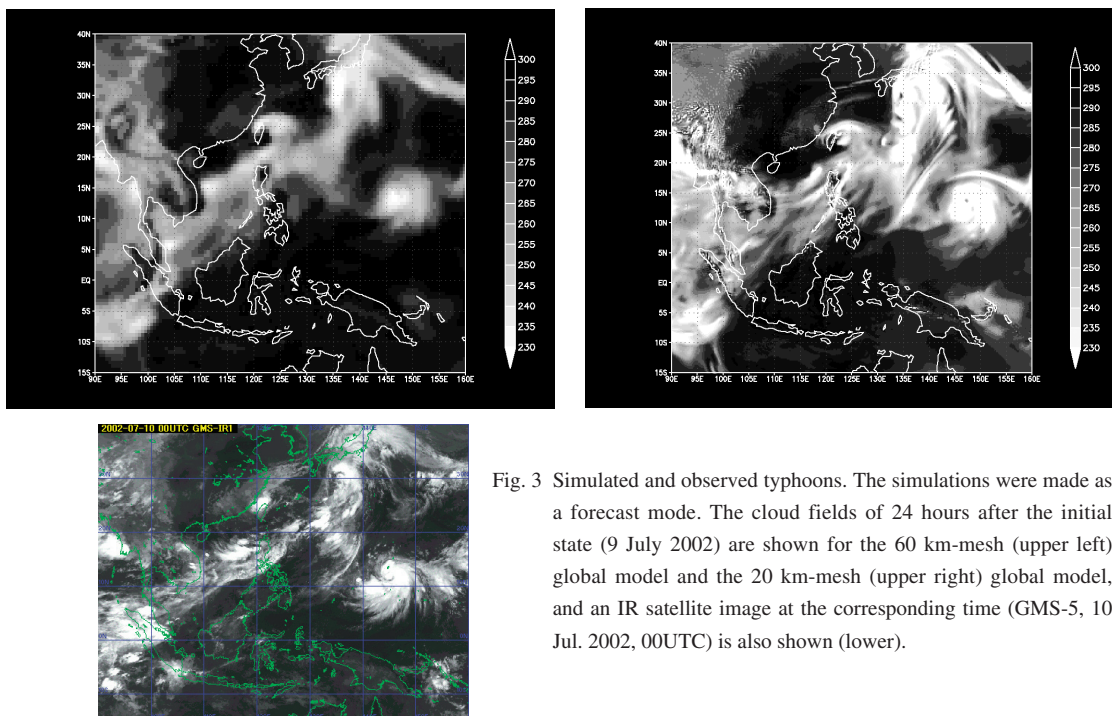 40N
35N
30N
25N
20N
15N
10N
5N
EQ
5S
10S
15S
90E 95E 100E 105E 110E 115E 120E 125E 130E 135E 140E 145E 150E 155E 160E
300
295
290
285
280
275
270
265
260
255
250
245
240
235
230
40N
35N
30N
25N
20N
15N
10N
5N
EQ
5S
10S
15S
90E 95E 100E 105E 110E 115E 120E 125E 130E 135E 140E 145E 150E 155E 160E
300
295
290
285
280
275
270
265
260
255
250
245
240
235
230
2002-07-10 00UTC GMS-IR1
Fig. 3 Simulated and observed typhoons. The simulations were made as
a forecast mode. The cloud fields of 24 hours after the initial
state (9 July 2002) are shown for the 60 km-mesh (upper left)
global model and the 20 km-mesh (upper right) global model,
and an IR satellite image at the corresponding time (GMS-5, 10
Jul. 2002, 00UTC) is also shown (lower).